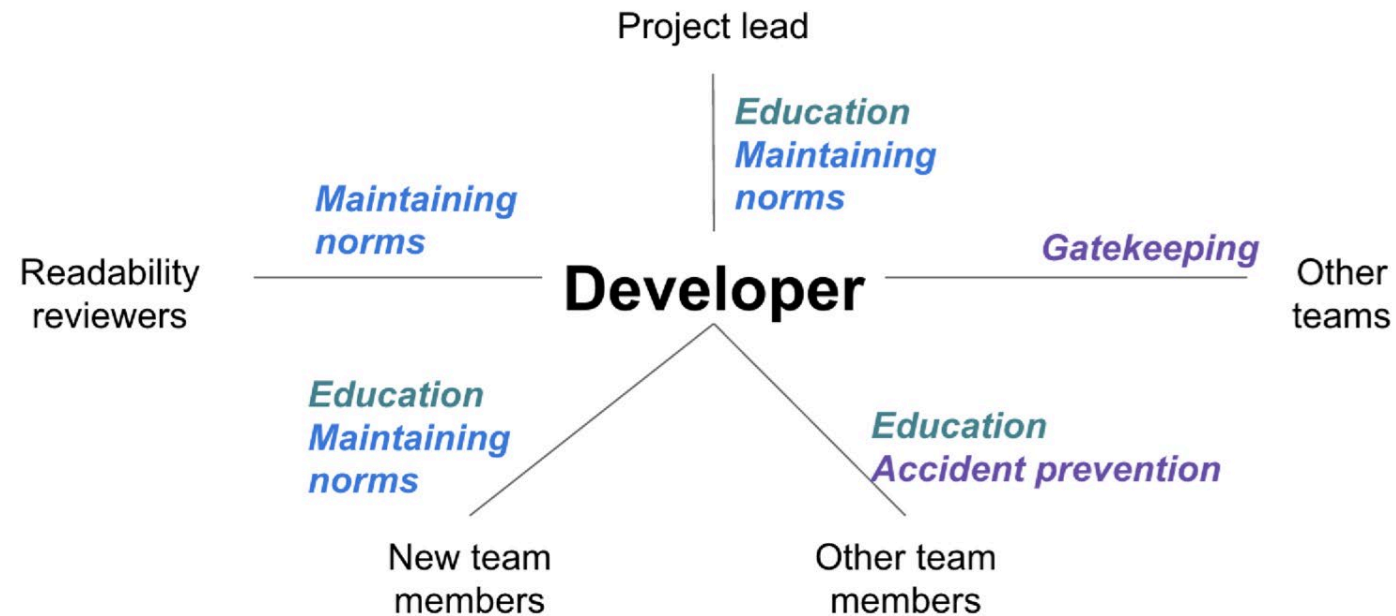 Project lead
Education
Maintaining
norms
Maintaining
norms
Gatekeeping
Readability
reviewers
Developer
Other
teams
Education
Maintaining
norms
Education
Accident prevention
New team
members
Other team
members